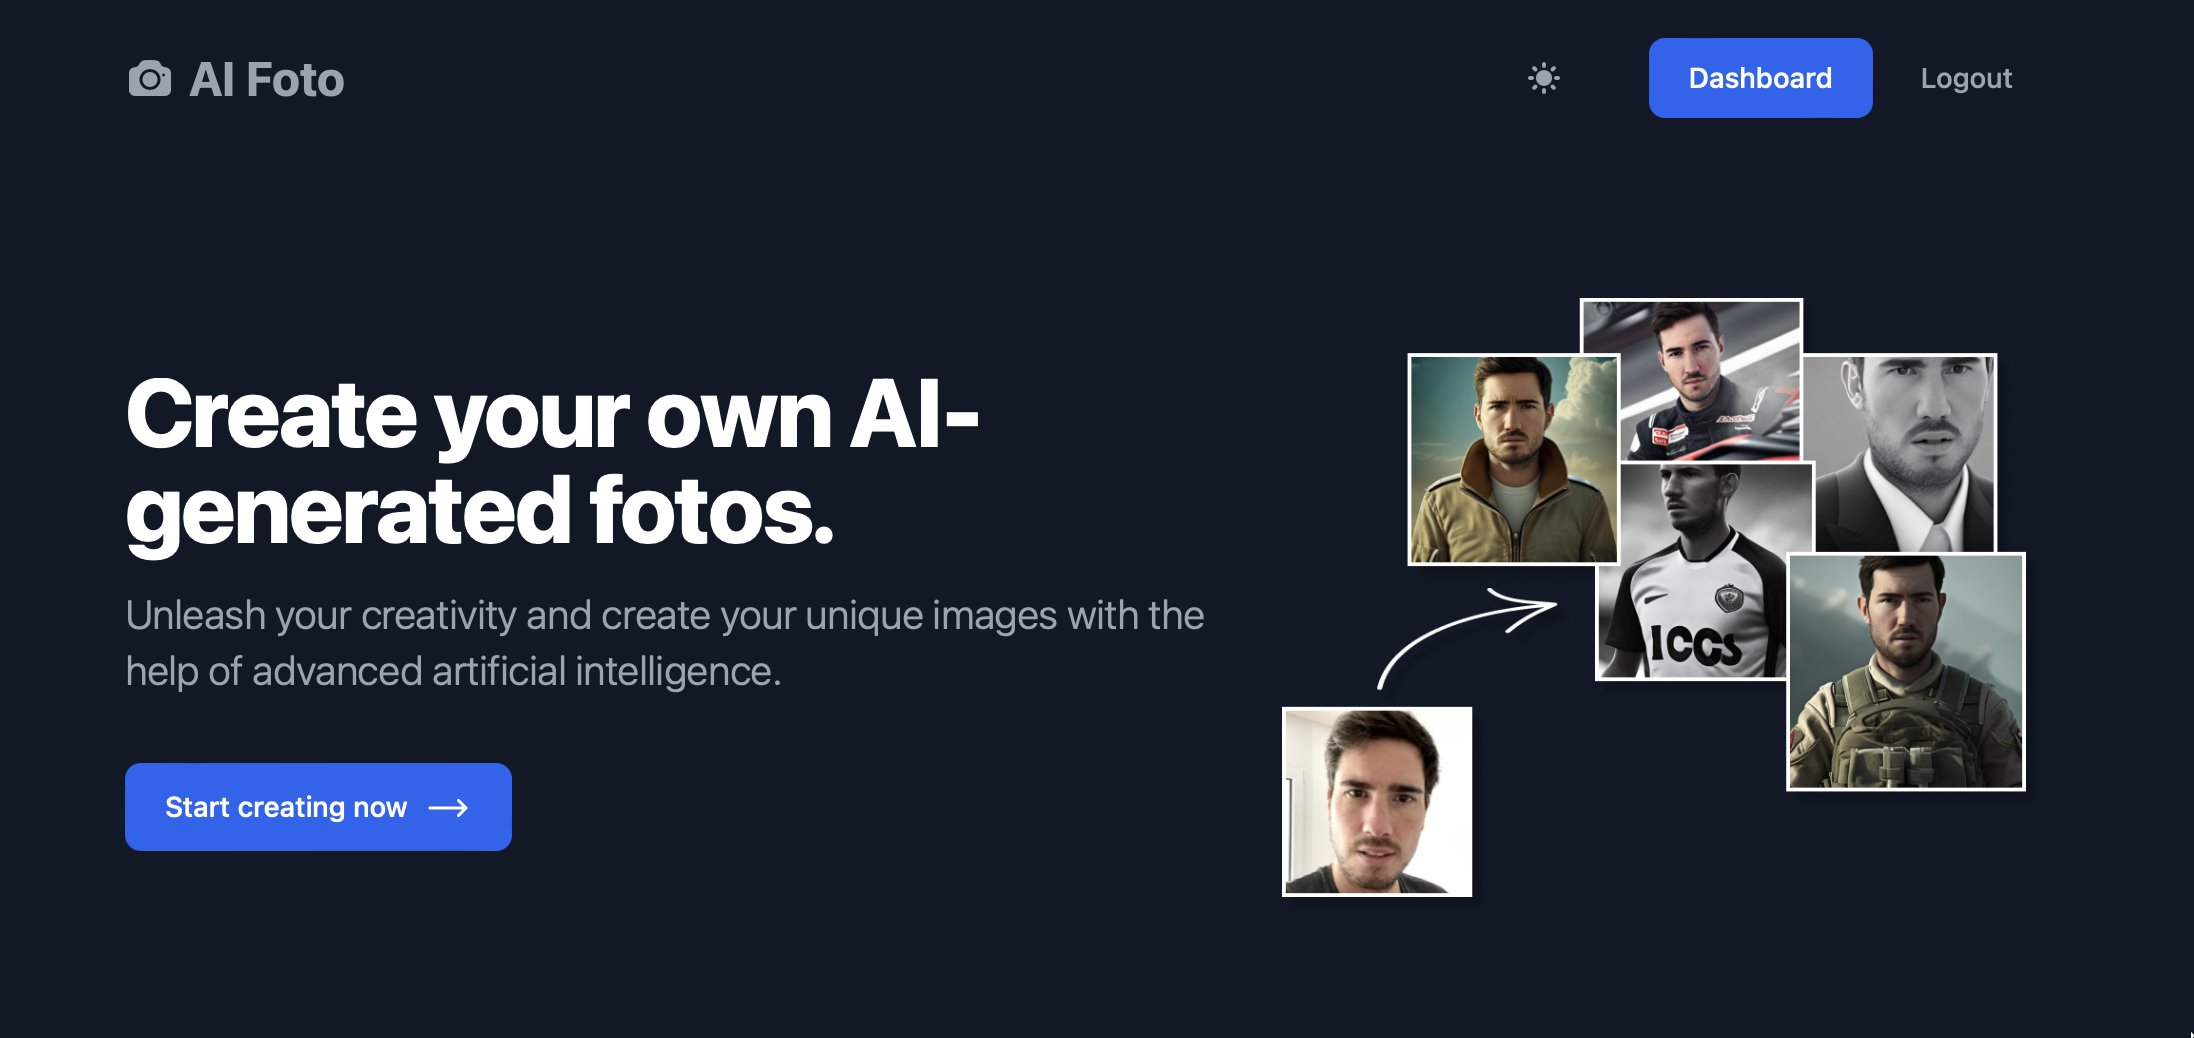 AI Foto
Dashboard
Logout
Create your own AI-
generated fotos.
Unleash your creativity and create your unique images with the
help of advanced artificial intelligence.
Start creating now
ICCS